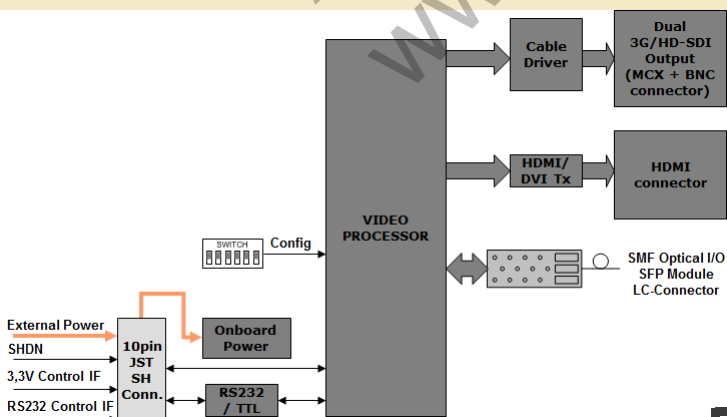 Dual
3G/HD-SDI
Output
(MCX + BNC
connector)
Cable
Driver
HDMI/
DVI Tx
HDMI
connector
VIDEO
PROCESSOR
SWITCH
Config
SMF Optical I/O
SFP Module
LC-Connector
External Power
SHDN
3,3V Control IF
RS232 Control IF
10pin
JST
SH
Conn.
Onboard
Power
RS232
/ TTL